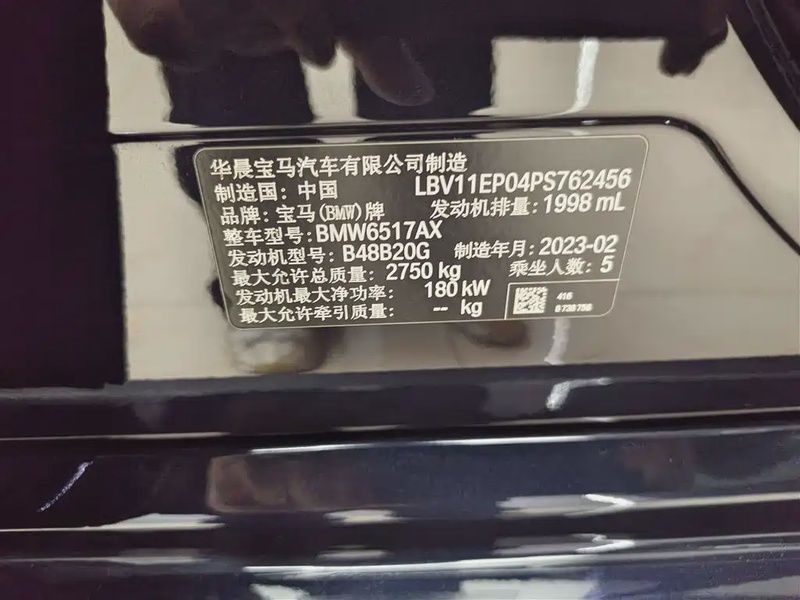 华晨宝马汽车有限公司制造
制造国：中国 LBV11EP04PS762456
品牌：宝马(BMW)牌 发动机排量：1998 mL
整车型号：BMW6517AX
发动机型号：B48B20G 制造年月：2023-02
最大允许总质量：2750 kg 乘坐人数：5
发动机最大净功率： 180 kW
最大允许牵引质量： -- kg
416